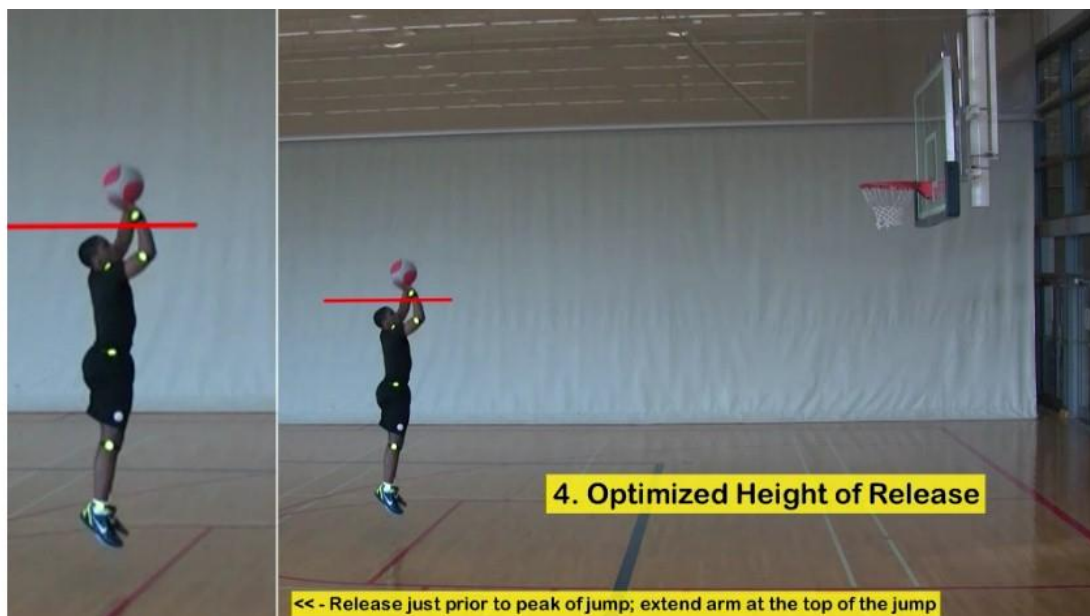 4. Optimized Height of Release
<< - Release just prior to peak of jump; extend arm at the top of the jump